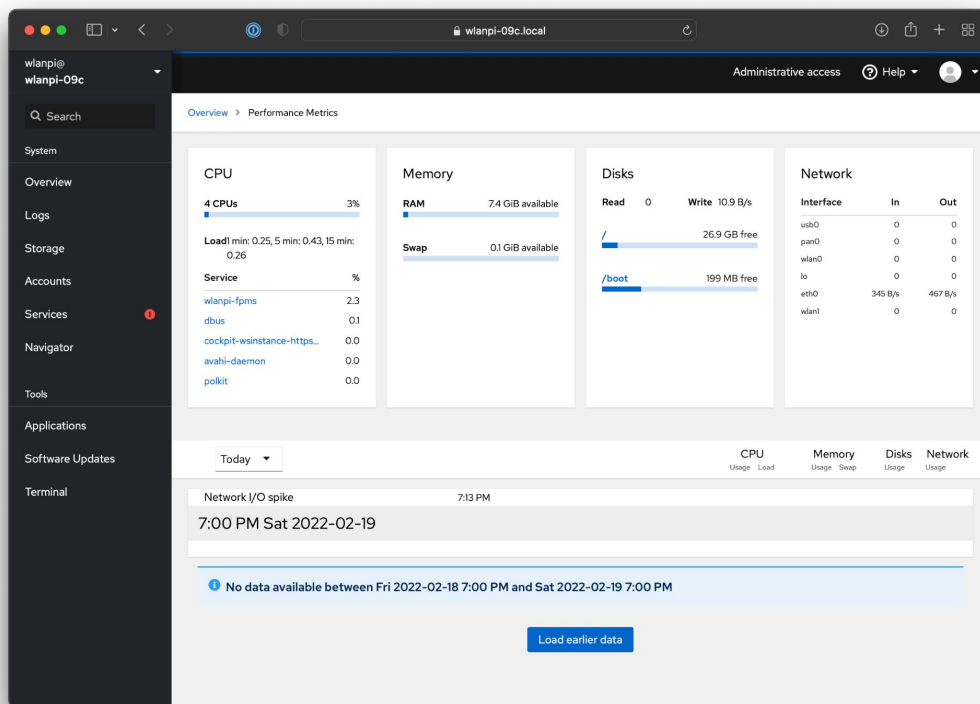 wlanpi-09c.local
wlanpi@
wlanpi-09c
Administrative access
Help
Search
Overview > Performance Metrics
System
Overview
Logs
Storage
Accounts
Services
Navigator
Tools
Applications
Software Updates
Terminal
CPU
4 CPUs 3%
Load1 min: 0.25, 5 min: 0.43, 15 min:
0.26
Service %
wlanpi-fpms 2.3
dbus 0.1
cockpit-wsinstance-https... 0.0
avahi-daemon 0.0
polkit 0.0
Memory
RAM 7.4 GiB available
Swap 0.1 GiB available
Disks
Read 0 Write 10.9 B/s
/ 26.9 GB free
/boot 199 MB free
Network
Interface In Out
usb0 0 0
pan0 0 0
wlan0 0 0
lo 0 0
eth0 345 B/s 467 B/s
wlan1 0 0
Today
CPU Memory Disks Network
Usage Load Usage Swap Usage Usage
Network I/O spike 7:13 PM
7:00 PM Sat 2022-02-19
No data available between Fri 2022-02-18 7:00 PM and Sat 2022-02-19 7:00 PM
Load earlier data